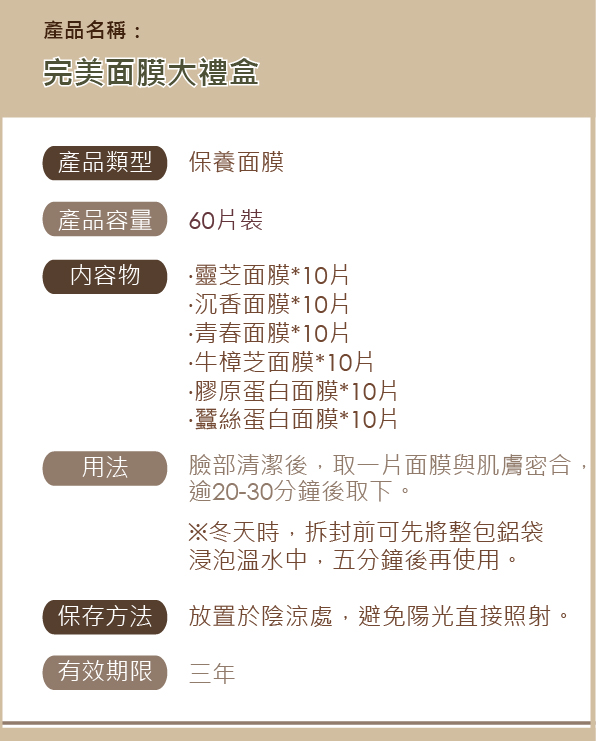 產品名稱：
完美面膜大禮盒
產品類型 保養面膜
產品容量 60片裝
內容物 ·靈芝面膜*10片
·沉香面膜*10片
·青春面膜*10片
·牛樟芝面膜*10片
·膠原蛋白面膜*10片
·蠶絲蛋白面膜*10片
用法 臉部清潔後，取一片面膜與肌膚密合，
逾20-30分鐘後取下。
※冬天時，拆封前可先將整包鋁袋
浸泡溫水中，五分鐘後再使用。
保存方法 放置於陰涼處，避免陽光直接照射。
有效期限 三年